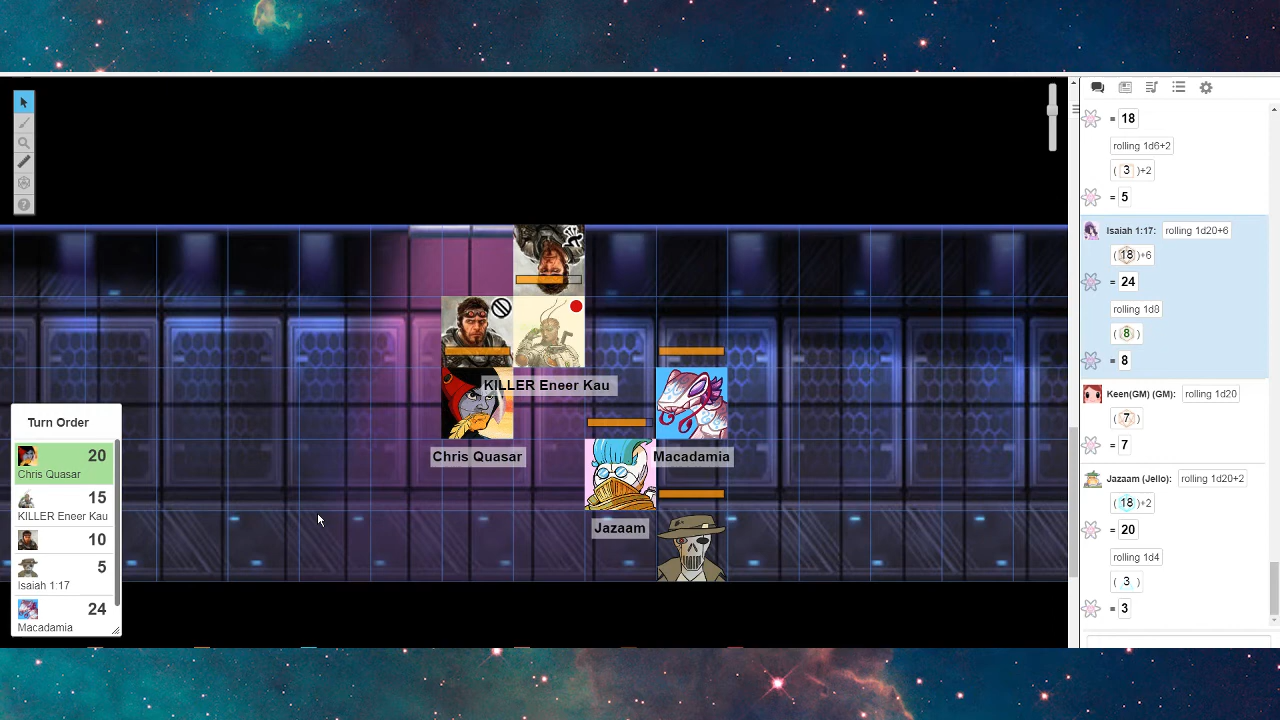 KILLER Eneer Kau
Chris Quasar
Macadamia
Jazaam
Turn Order
20
Chris Quasar
15
KILLER Eneer Kau
10
5
Isaiah 1:17
24
Macadamia
= 18
rolling 1d6+2
( 3 )+2
= 5
Isaiah 1:17: rolling 1d20+6
( 18 )+6
= 24
rolling 1d8
( 8 )
= 8
Keen(GM) (GM): rolling 1d20
( 7 )
= 7
Jazaam (Jello): rolling 1d20+2
( 18 )+2
= 20
rolling 1d4
( 3 )
= 3